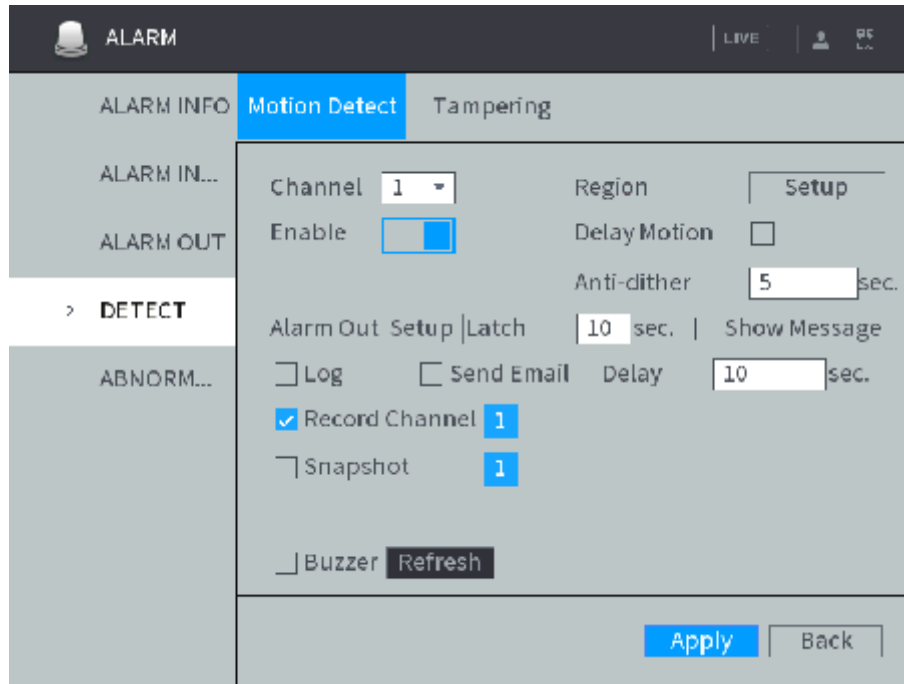 ALARM LIVE
ALARM INFO Motion Detect Tampering
ALARM IN...
Channel 1 Region Setup
ALARM OUT Enable Delay Motion
Anti-dither 5 sec.
> DETECT
Alarm Out Setup Latch 10 sec. Show Message
ABNORM... Log Send Email Delay 10 sec.
Record Channel 1
Snapshot 1
Buzzer Refresh
Apply Back